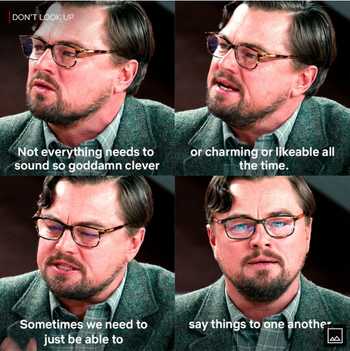 DON'T LOOK UP
Not everything needs to
sound so goddamn clever
or charming or likeable all
the time.
Sometimes we need to
just be able to
say things to one another.